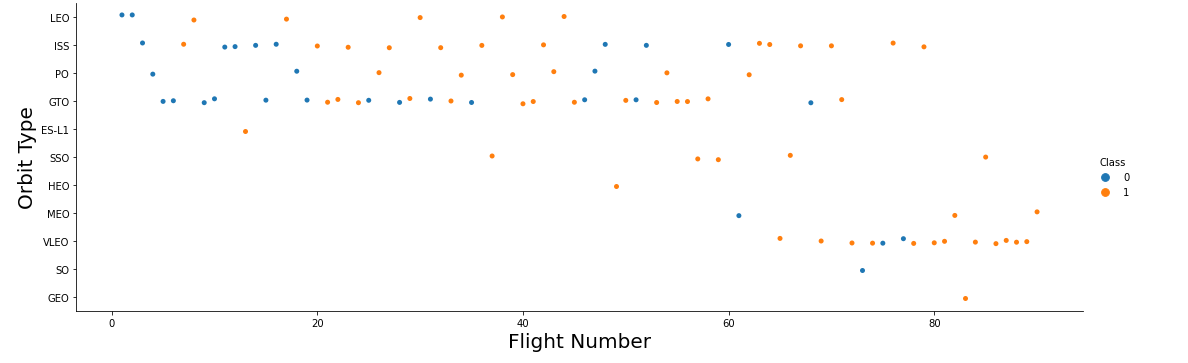 LEO
ISS
PO
GTO
ES-L1
SSO
HEO
MEO
VLEO
SO
GEO
Orbit Type
0 20 40 60 80
Flight Number
Class
0
1